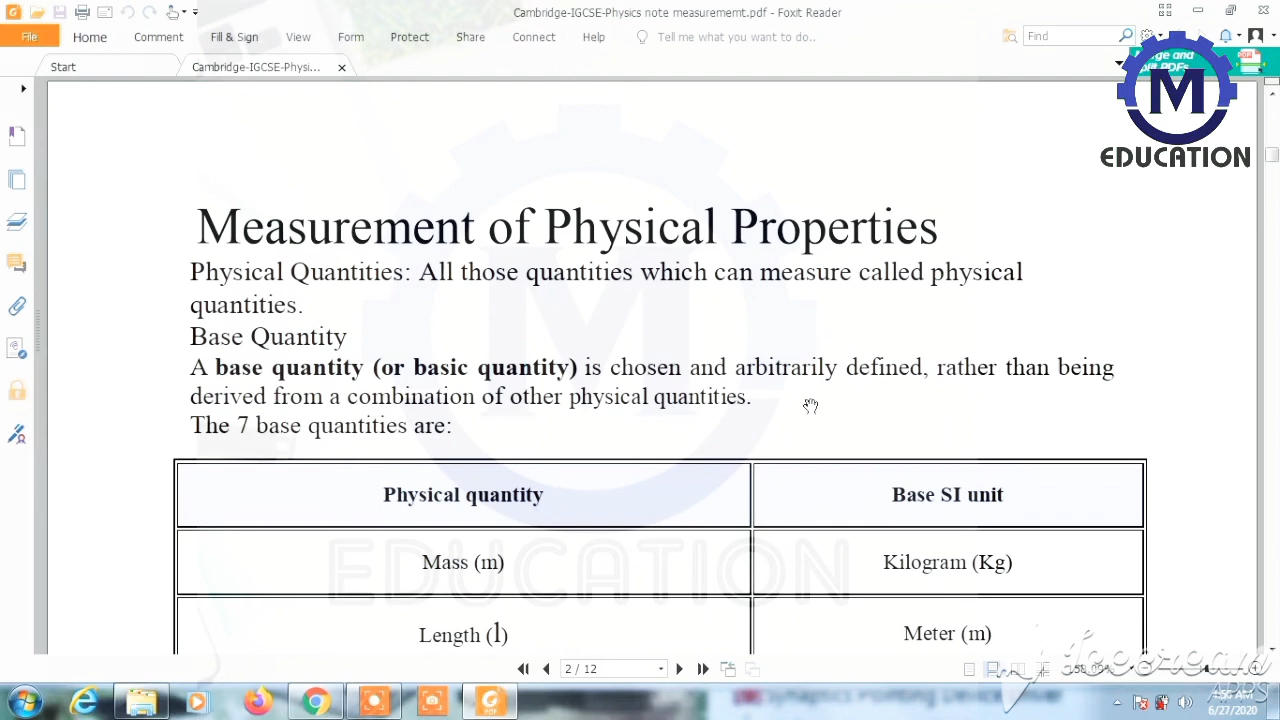 Cambridge-IGCSE-Physics note measurememt.pdf - Foxit Reader
File Home Comment Fill & Sign View Form Protect Share Connect Help Tell me what you want to do.. Find
Start Cambridge-IGCSE-Physi...
M
EDUCATION
Measurement of Physical Properties
Physical Quantities: All those quantities which can measure called physical
quantities.
Base Quantity
A base quantity (or basic quantity) is chosen and arbitrarily defined, rather than being
derived from a combination of other physical quantities.
The 7 base quantities are:
Physical quantity Base SI unit
Mass (m) Kilogram (Kg)
Length (l) Meter (m)
M
EDUCATION
2 / 12
APPS
6/27/2020